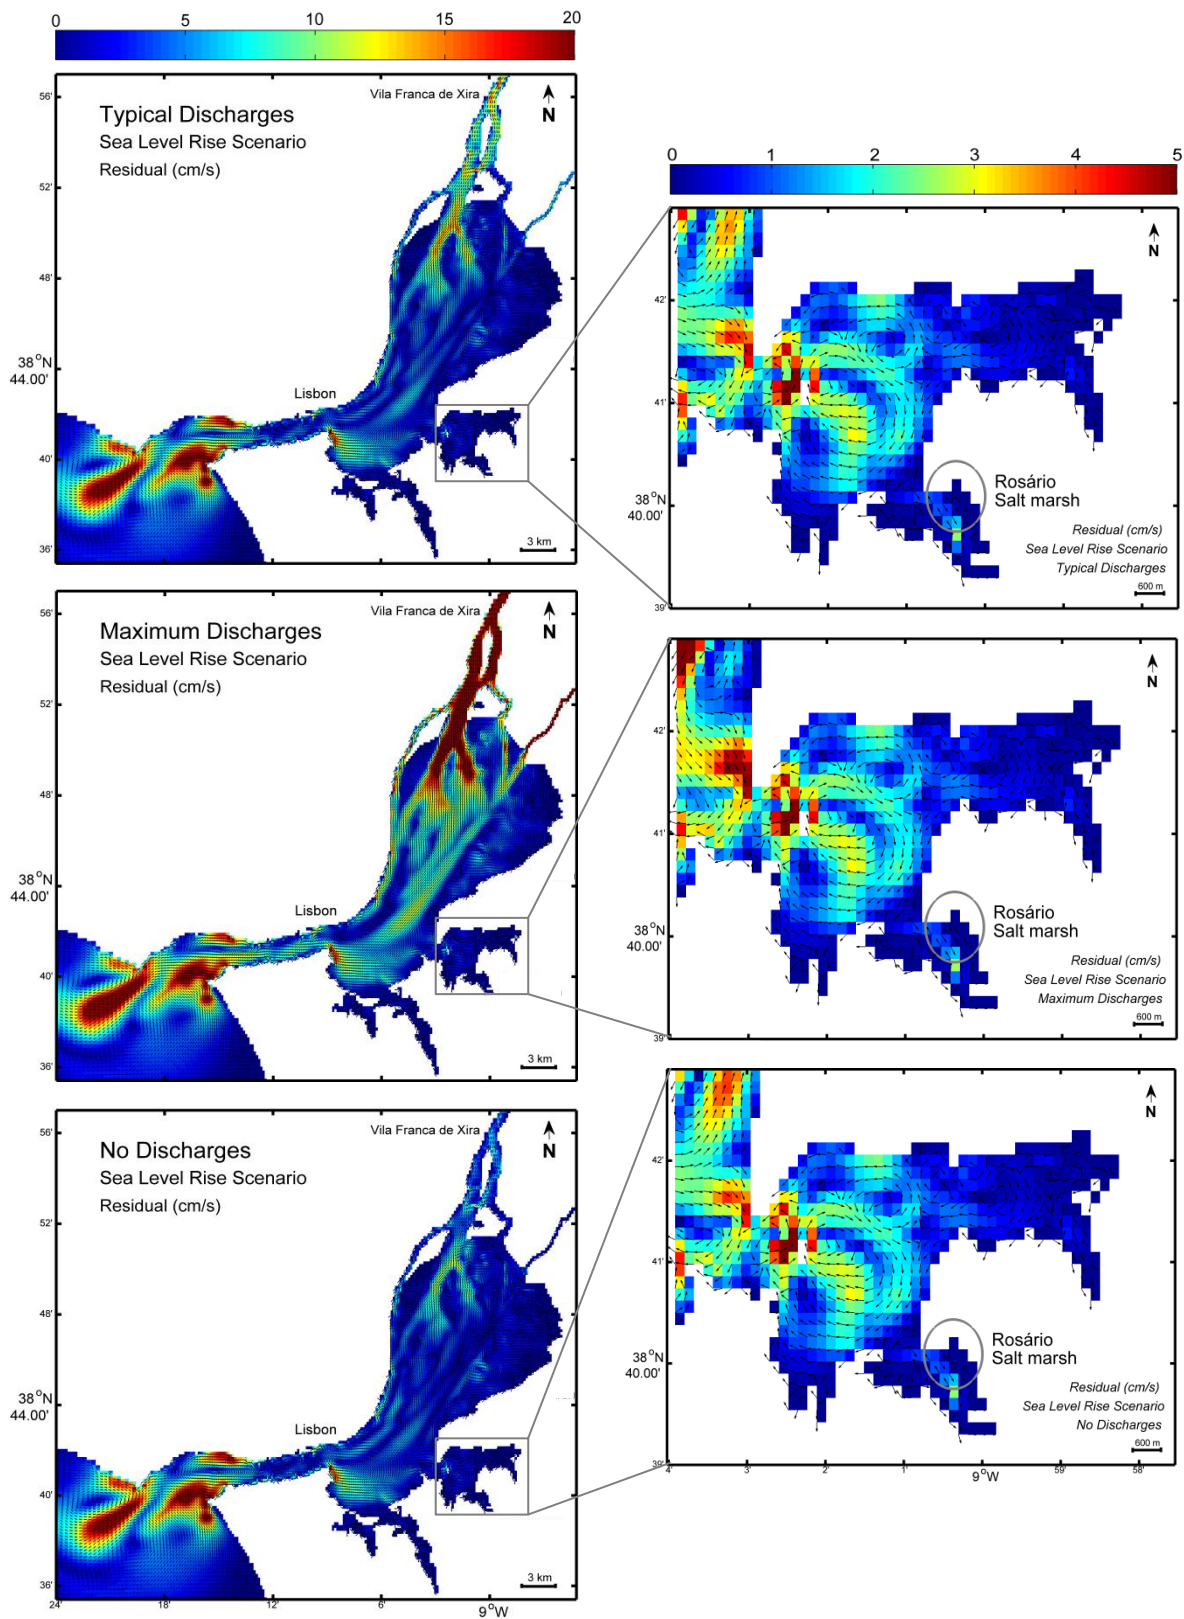 0 5 10 15 20
Vila Franca de Xira
N
Typical Discharges
Sea Level Rise Scenario
Residual (cm/s)
56'
52'
48'
38°N
44.00'
Lisbon
40'
36'
3 km
0 1 2 3 4 5
N
42'
41'
38°N
40.00'
39'
Rosário
Salt marsh
Residual (cm/s)
Sea Level Rise Scenario
Typical Discharges
600 m
Vila Franca de Xira
N
Maximum Discharges
Sea Level Rise Scenario
Residual (cm/s)
56'
52'
48'
38°N
44.00'
Lisbon
40'
36'
3 km
N
42'
41'
38°N
40.00'
39'
Rosário
Salt marsh
Residual (cm/s)
Sea Level Rise Scenario
Maximum Discharges
600 m
Vila Franca de Xira
N
No Discharges
Sea Level Rise Scenario
Residual (cm/s)
56'
52'
48'
38°N
44.00'
Lisbon
40'
36'
3 km
24' 18' 12' 6' 9°W
N
42'
41'
38°N
40.00'
39'
Rosário
Salt marsh
Residual (cm/s)
Sea Level Rise Scenario
No Discharges
600 m
4 3' 2' 1' 9°W 59' 58'